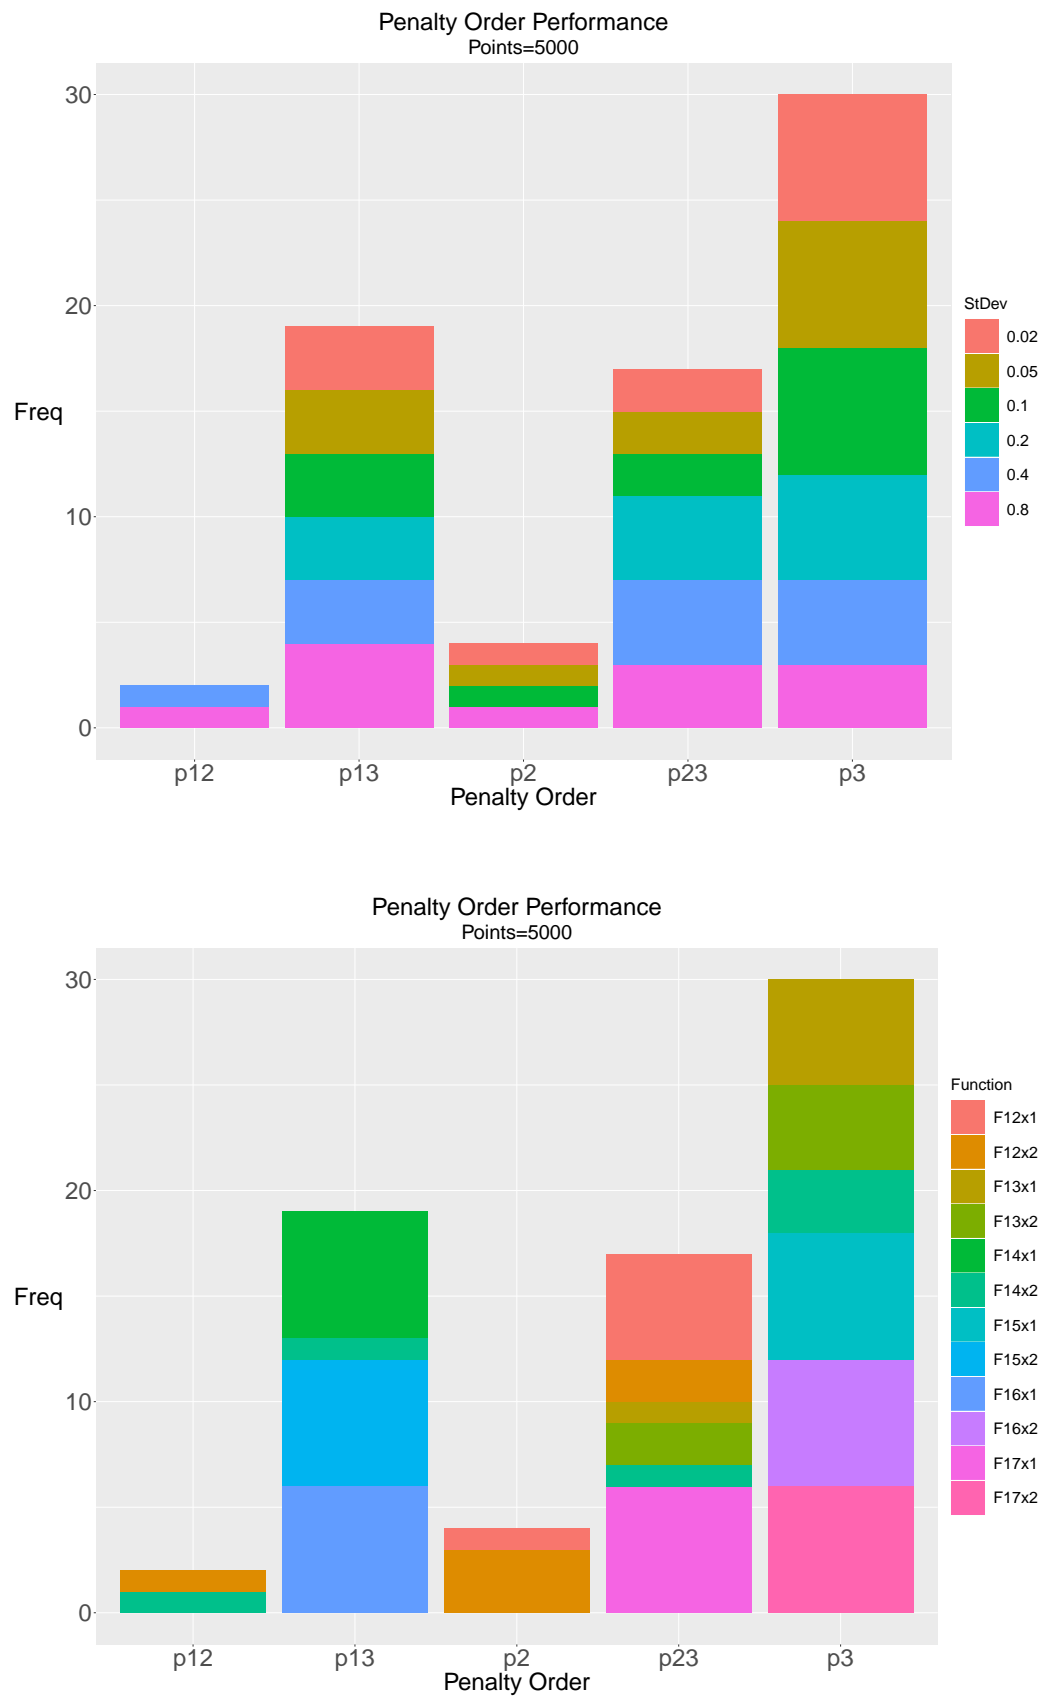 Penalty Order Performance
Points=5000
30
20
10
0
Freq
p12 p13 p2 p23 p3
Penalty Order
StDev
0.02
0.05
0.1
0.2
0.4
0.8
Penalty Order Performance
Points=5000
30
20
10
0
Freq
p12 p13 p2 p23 p3
Penalty Order
Function
F12x1
F12x2
F13x1
F13x2
F14x1
F14x2
F15x1
F15x2
F16x1
F16x2
F17x1
F17x2